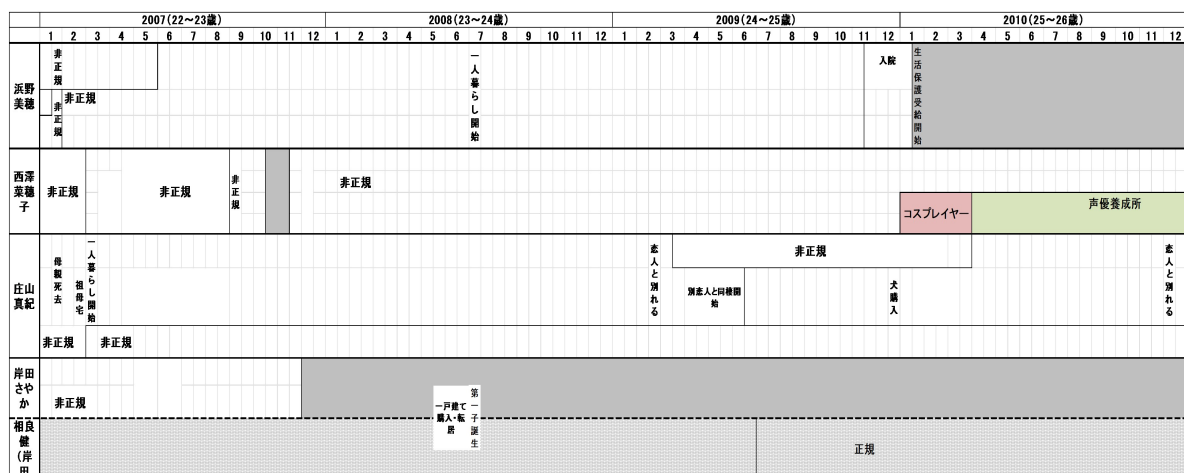 2007(22～23歳) 2008(23～24歳) 2009(24～25歳) 2010(25～26歳)
1 2 3 4 5 6 7 8 9 10 11 12 1 2 3 4 5 6 7 8 9 10 11 12 1 2 3 4 5 6 7 8 9 10 11 12 1 2 3 4 5 6 7 8 9 10 11 12
浜野美穂
非正規
非正規
非正規
一人暮らし開始
入院
生活保護受給開始
西澤菜穂子
非正規
非正規
非正規
非正規
コスプレイヤー
声優養成所
庄山真紀
母親死去
祖母宅
一人暮らし開始
恋人と別れる
非正規
別恋人と同棲開始
犬購入
恋人と別れる
非正規
非正規
岸田さやか
非正規
一戸建て購入・転居
第一子誕生
相良健(岸田
正規